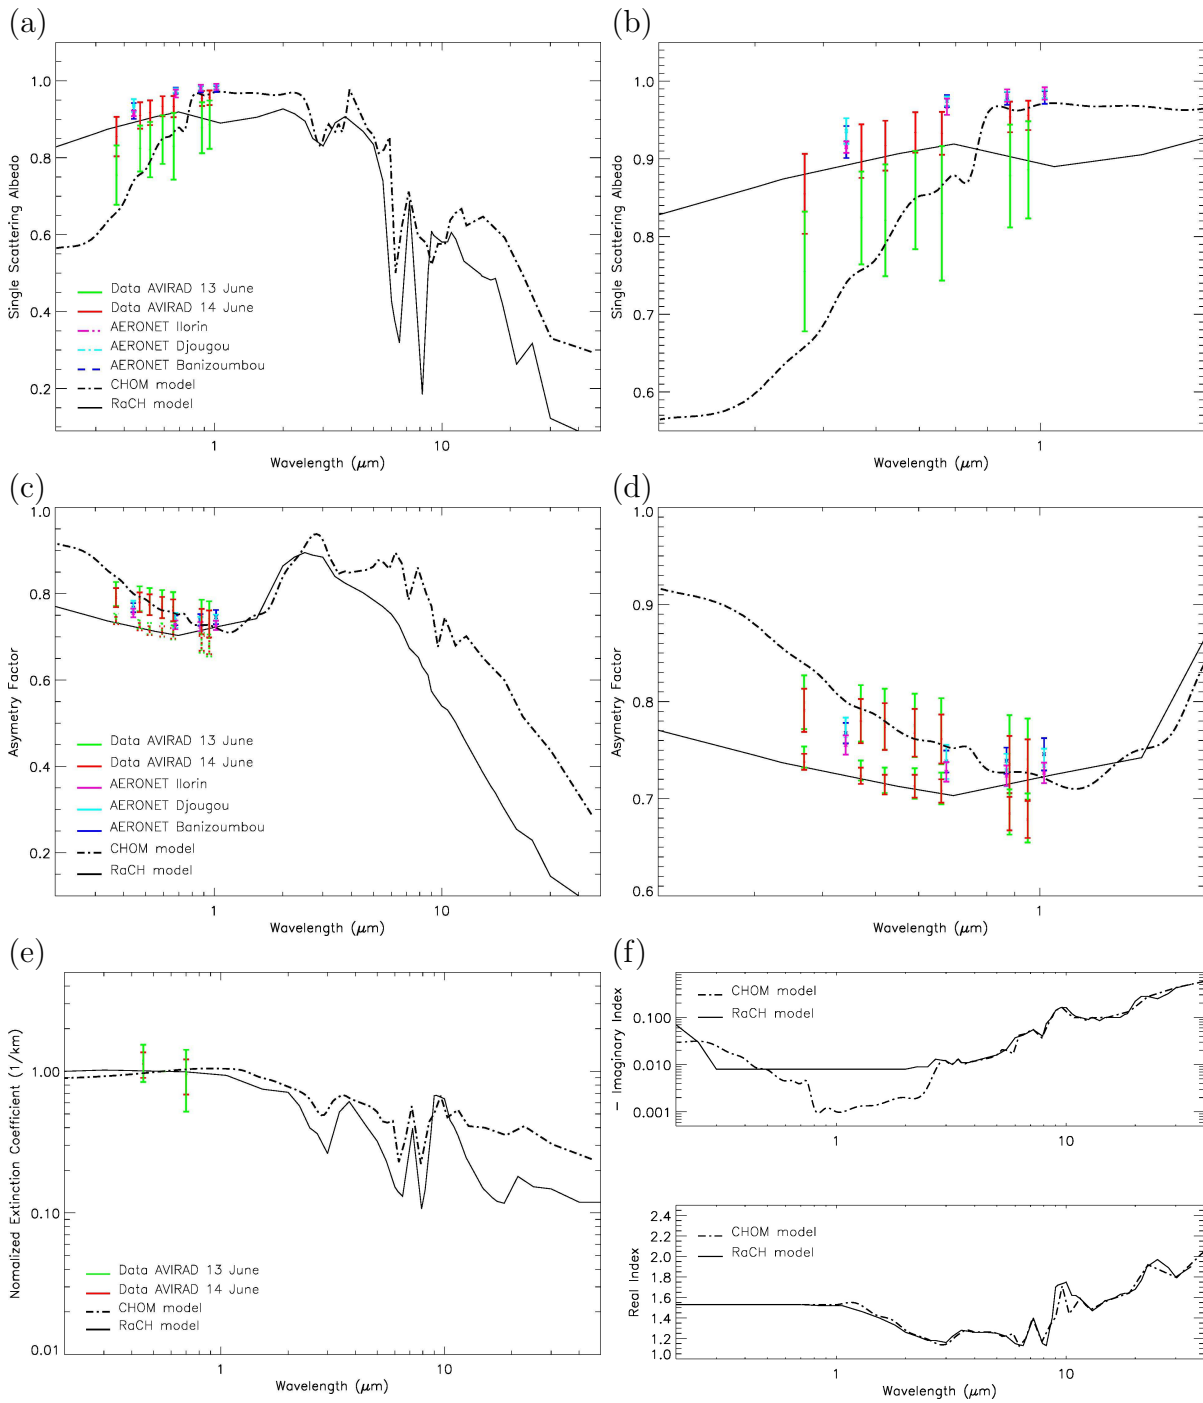 (a)
1.0
0.8
0.6
0.4
0.2
Single Scattering Albedo
Data AVIRAD 13 June
Data AVIRAD 14 June
AERONET Ilorin
AERONET Djougou
AERONET Banizoumbou
CHOM model
RaCH model
1
10
Wavelength (μm)
(b)
1.0
0.9
0.8
0.7
0.6
Single Scattering Albedo
1
Wavelength (μm)
(c)
1.0
0.8
0.6
0.4
0.2
Asymetry Factor
Data AVIRAD 13 June
Data AVIRAD 14 June
AERONET Ilorin
AERONET Djougou
AERONET Banizoumbou
CHOM model
RaCH model
1
10
Wavelength (μm)
(d)
1.0
0.9
0.8
0.7
0.6
Asymetry Factor
1
Wavelength (μm)
(e)
1.00
0.10
0.01
Nomalized Extinction Coefficient (1/km)
Data AVIRAD 13 June
Data AVIRAD 14 June
CHOM model
RaCH model
1
10
Wavelength (μm)
(f)
0.100
0.010
0.001
− Imaginary Index
CHOM model
RaCH model
1
10
2.4
2.2
2.0
1.8
1.6
1.4
1.2
1.0
Real Index
CHOM model
RaCH model
1
10
Wavelength (μm)